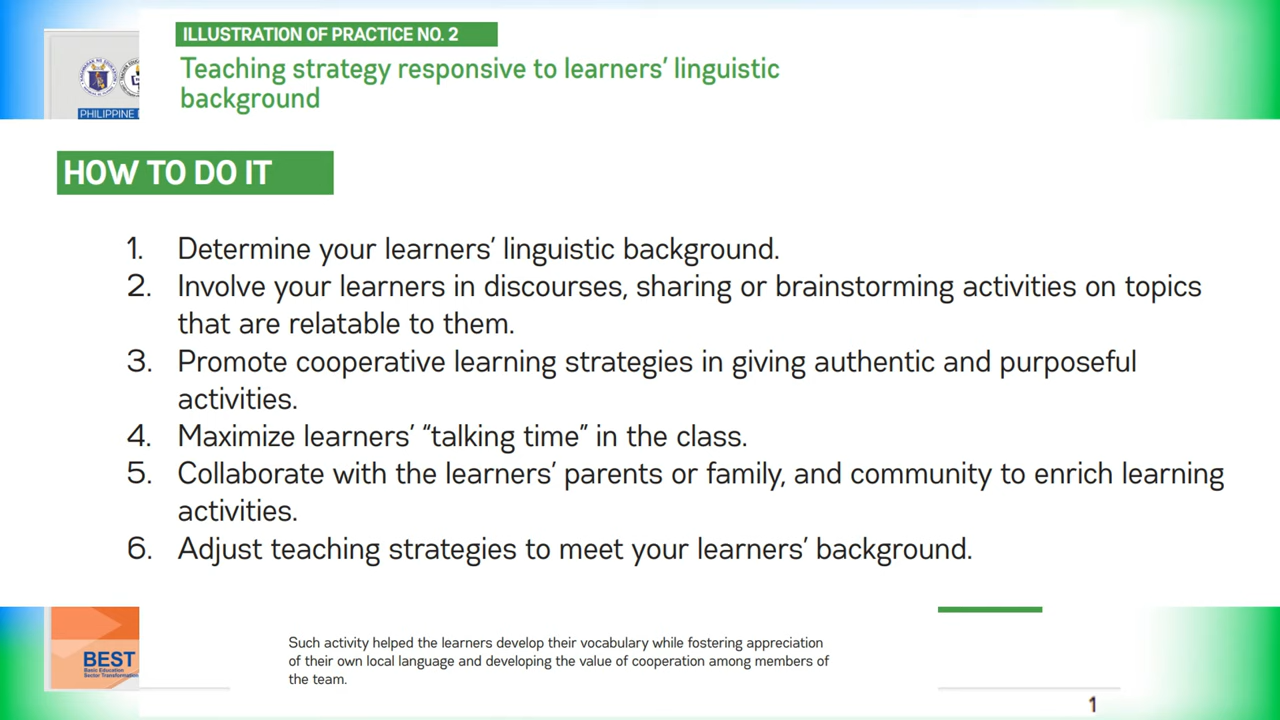 ILLUSTRATION OF PRACTICE NO. 2
Teaching strategy responsive to learners' linguistic
background
PHILIPPINE
HOW TO DO IT
1. Determine your learners' linguistic background.
2. Involve your learners in discourses, sharing or brainstorming activities on topics
that are relatable to them.
3. Promote cooperative learning strategies in giving authentic and purposeful
activities.
4. Maximize learners' “talking time” in the class.
5. Collaborate with the learners' parents or family, and community to enrich learning
activities.
6. Adjust teaching strategies to meet your learners' background.
BEST
Basic Education
Sector Transformation
Such activity helped the learners develop their vocabulary while fostering appreciation
of their own local language and developing the value of cooperation among members of
the team.
1